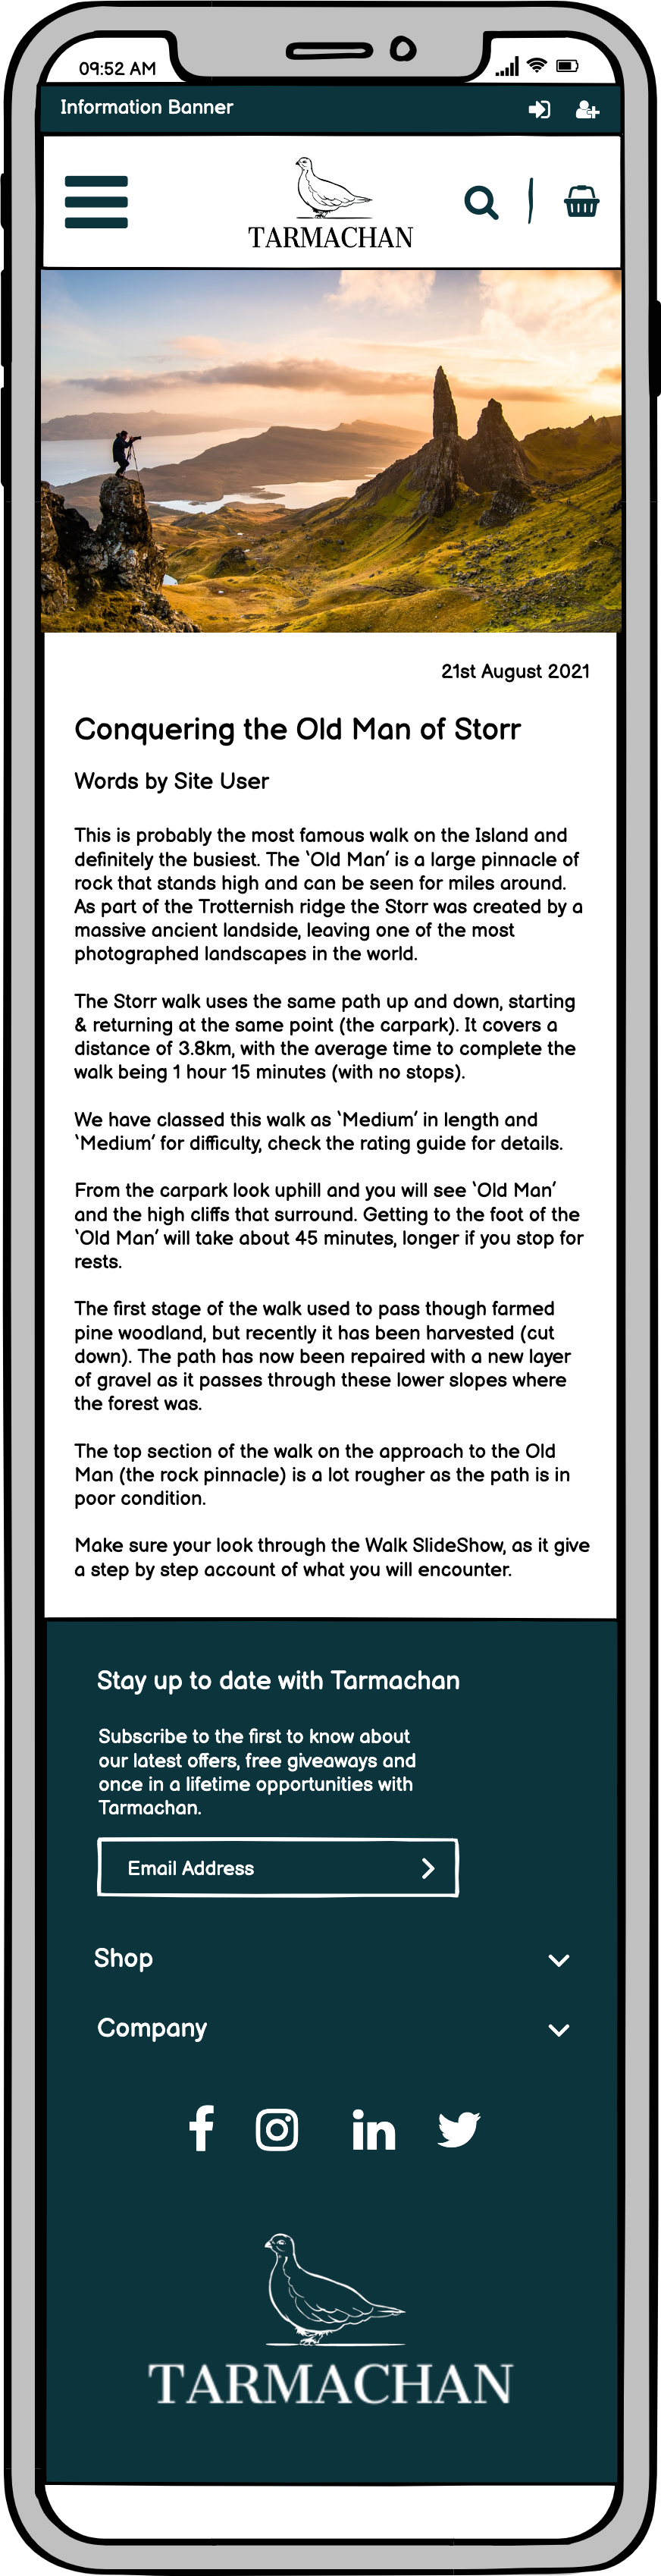 09:52 AM
Information Banner
TARMACHAN
21st August 2021
Conquering the Old Man of Storr
Words by Site User
This is probably the most famous walk on the Island and
definitely the busiest. The ‘Old Man’ is a large pinnacle of
rock that stands high and can be seen for miles around.
As part of the Trotternish ridge the Storr was created by a
massive ancient landside, leaving one of the most
photographed landscapes in the world.
The Storr walk uses the same path up and down, starting
& returning at the same point (the carpark). It covers a
distance of 3.8km, with the average time to complete the
walk being 1 hour 15 minutes (with no stops).
We have classed this walk as ‘Medium’ in length and
‘Medium’ for difficulty, check the rating guide for details.
From the carpark look uphill and you will see ‘Old Man’
and the high cliffs that surround. Getting to the foot of the
‘Old Man’ will take about 45 minutes, longer if you stop for
rests.
The first stage of the walk used to pass though farmed
pine woodland, but recently it has been harvested (cut
down). The path has now been repaired with a new layer
of gravel as it passes through these lower slopes where
the forest was.
The top section of the walk on the approach to the Old
Man (the rock pinnacle) is a lot rougher as the path is in
poor condition.
Make sure your look through the Walk SlideShow, as it give
a step by step account of what you will encounter.
Stay up to date with Tarmachan
Subscribe to the first to know about
our latest offers, free giveaways and
once in a lifetime opportunities with
Tarmachan.
Email Address
Shop
Company
TARMACHAN